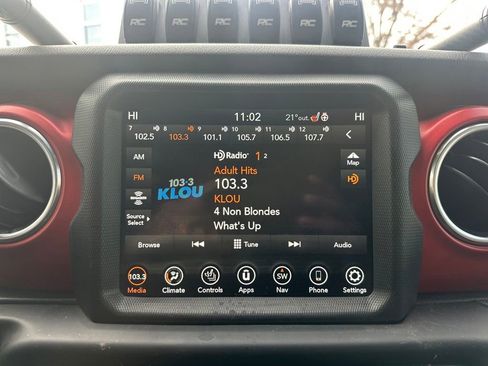 RC RC RC RC RC RC
HI 11:02 21°out. HI
7 8 9 10 11 12
102.5 103.3 101.1 105.7 106.5 107.7
AM HD Radio 1 2 Map
FM Adult Hits HD
103.3
103.3 KLOU
KLOU
4 Non Blondes
Source Select
What's Up
Browse Tune Audio
103.3 SW
Media Climate Controls Apps Nav Phone Settings